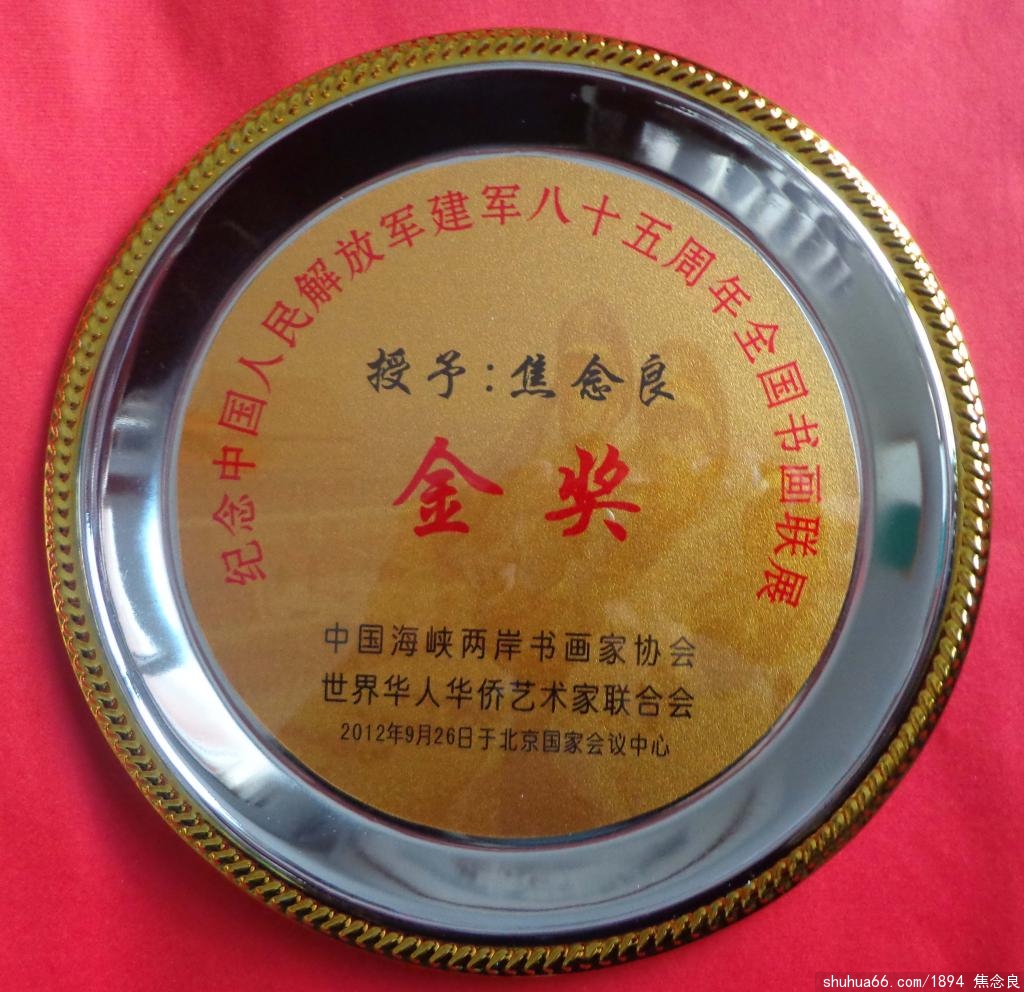 纪念中国人民解放军建军八十五周年全国书画联展
授予:焦念良
金奖
中国海峡两岸书画家协会
世界华人华侨艺术家联合会
2012年9月26日于北京国家会议中心
shuhua66.com/1894 焦念良